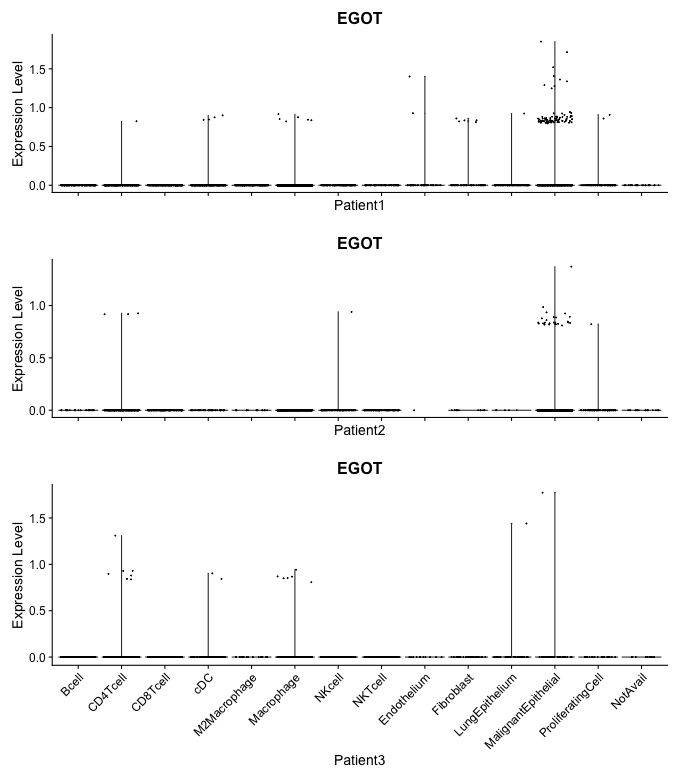 EGOT
Expression Level
1.5
1.0
0.5
0.0
Patient1
EGOT
Expression Level
1.0
0.5
0.0
Patient2
EGOT
Expression Level
1.5
1.0
0.5
0.0
Bcell
CD4Tcell
CD8Tcell
cDC
M2Macrophage
Macrophage
NKcell
NKTcell
Endothelium
Fibroblast
LungEpithelium
MalignantEpithelial
ProliferatingCell
NotAvail
Patient3